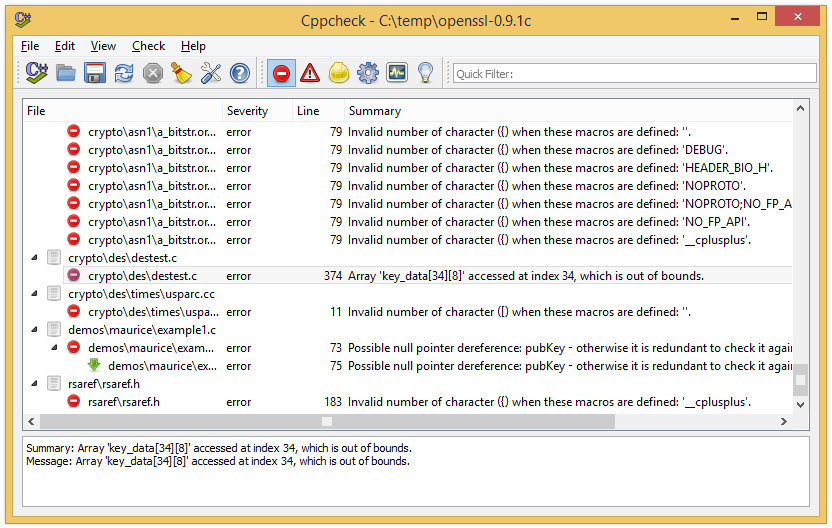 Cppcheck - C:\temp\openssl-0.9.1c
File Edit View Check Help
Quick Filter:
File Severity Line Summary
crypto\asn1\a_bitstr.or... error 79 Invalid number of character ({) when these macros are defined: ''.
crypto\asn1\a_bitstr.or... error 79 Invalid number of character ({) when these macros are defined: 'DEBUG'.
crypto\asn1\a_bitstr.or... error 79 Invalid number of character ({) when these macros are defined: 'HEADER_BIO_H'.
crypto\asn1\a_bitstr.or... error 79 Invalid number of character ({) when these macros are defined: 'NOPROTO'.
crypto\asn1\a_bitstr.or... error 79 Invalid number of character ({) when these macros are defined: 'NOPROTO;NO_FP_A
crypto\asn1\a_bitstr.or... error 79 Invalid number of character ({) when these macros are defined: 'NO_FP_API'.
crypto\asn1\a_bitstr.or... error 79 Invalid number of character ({) when these macros are defined: '__cplusplus'.
crypto\des\destest.c
crypto\des\destest.c error 374 Array 'key_data[34][8]' accessed at index 34, which is out of bounds.
crypto\des\times\usparc.cc
crypto\des\times\uspa... error 11 Invalid number of character ([) when these macros are defined: ''.
demos\maurice\example1.c
demos\maurice\exam... error 73 Possible null pointer dereference: pubKey - otherwise it is redundant to check it agai
demos\maurice\ex... error 75 Possible null pointer dereference: pubKey - otherwise it is redundant to check it agai
rsaref\rsaref.h
rsaref\rsaref.h error 183 Invalid number of character ({) when these macros are defined: '__cplusplus'.
Summary: Array 'key_data[34][8]' accessed at index 34, which is out of bounds.
Message: Array 'key_data[34][8]' accessed at index 34, which is out of bounds.